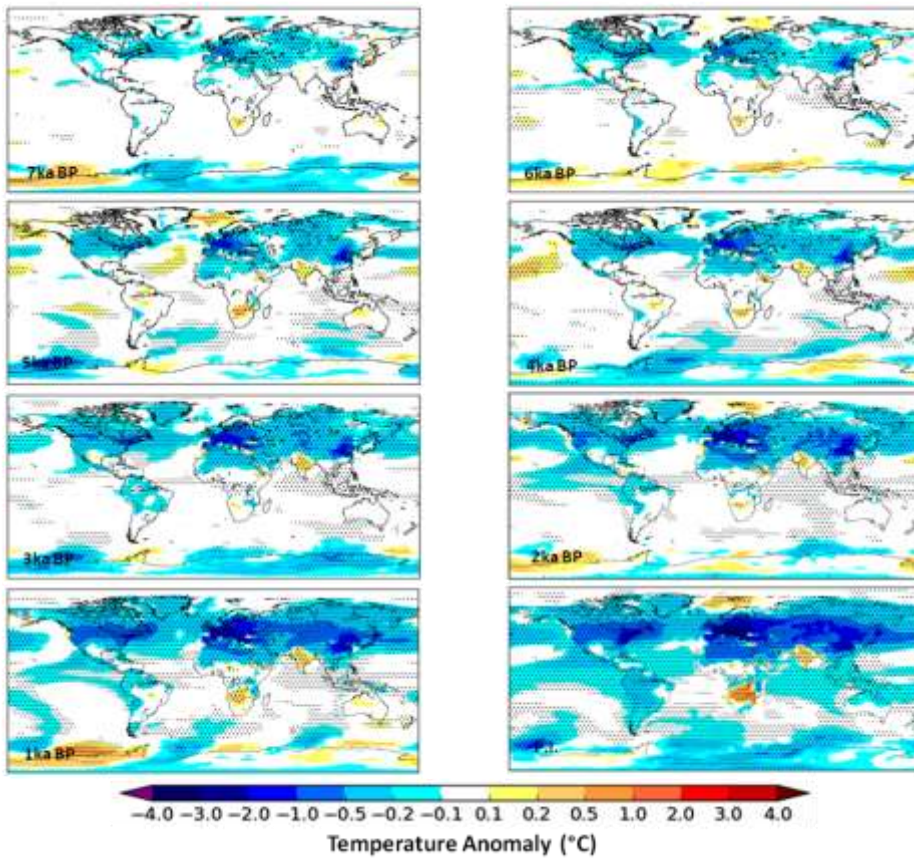 7ka BP
6ka BP
5ka BP
4ka BP
3ka BP
2ka BP
1ka BP
P.I.
−4.0 −3.0 −1.0 −0.5 −0.2 −0.1 0.1 0.2 0.5 1.0 2.0 3.0 4.0
Temperature Anomaly (°C)